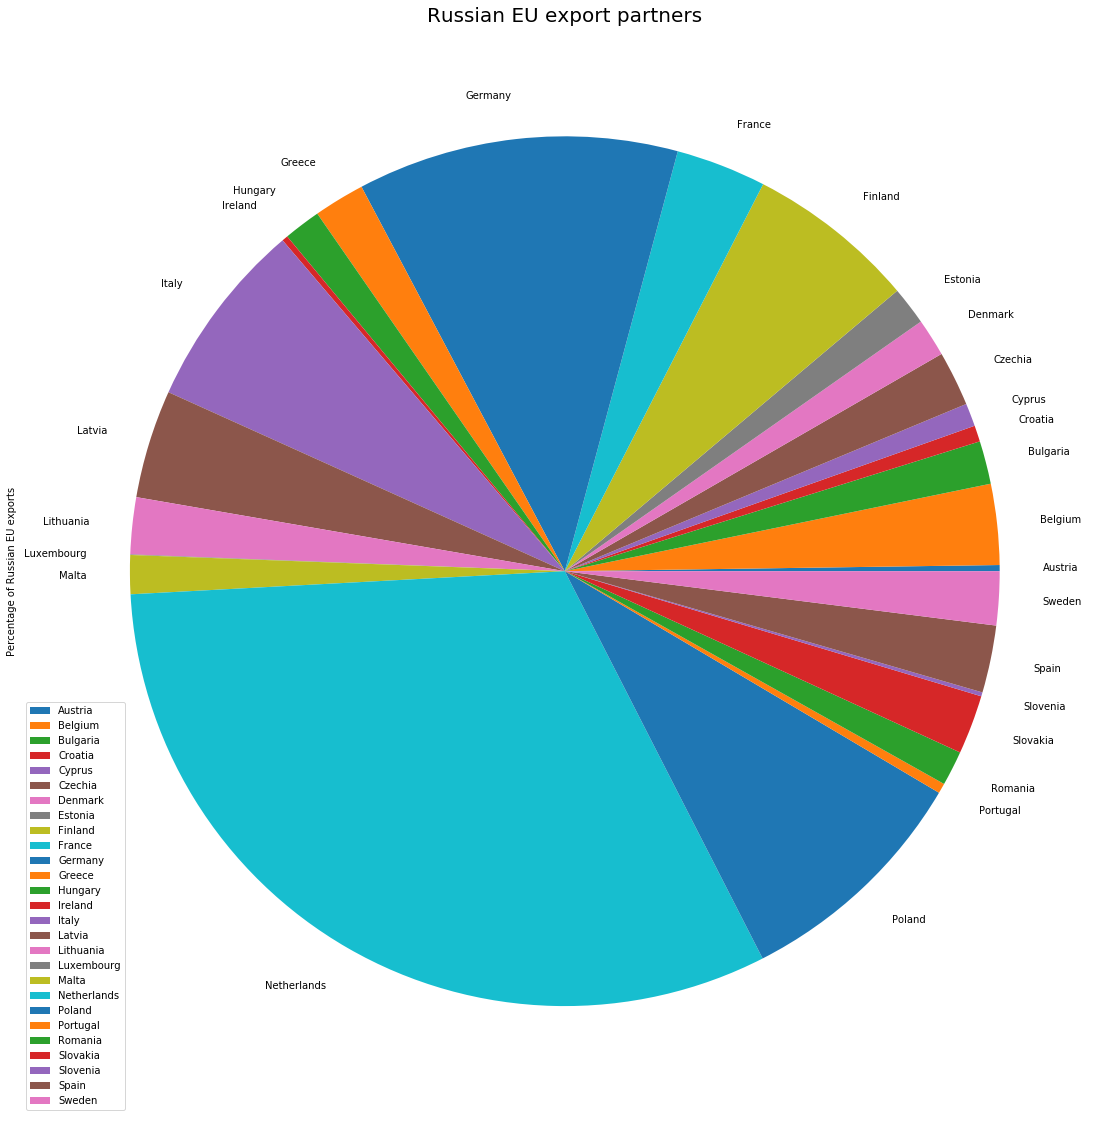 Russian EU export partners
Germany
France
Greece
Hungary
Ireland
Finland
Italy
Estonia
Denmark
Czechia
Cyprus
Croatia
Latvia
Bulgaria
Lithuania
Belgium
Luxembourg
Malta
Austria
Percentage of Russian EU exports
Sweden
Spain
Slovenia
Slovakia
Romania
Portugal
Poland
Netherlands
Austria
Belgium
Bulgaria
Croatia
Cyprus
Czechia
Denmark
Estonia
Finland
France
Germany
Greece
Hungary
Ireland
Italy
Latvia
Lithuania
Luxembourg
Malta
Netherlands
Poland
Portugal
Romania
Slovakia
Slovenia
Spain
Sweden